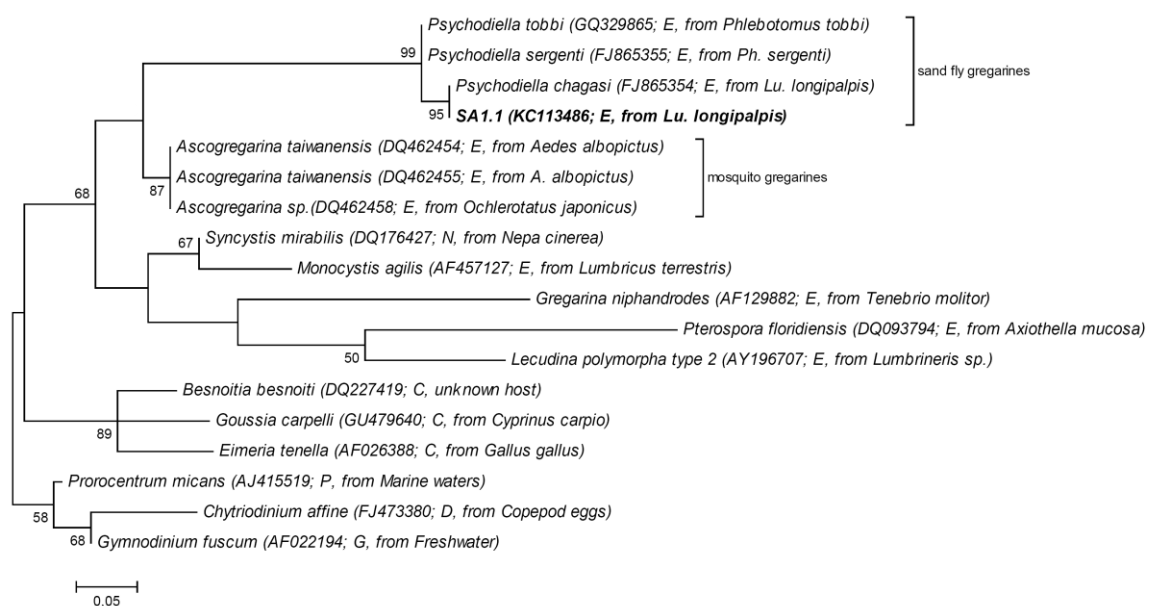 Psychodiella tobbi (GQ329865; E, from Phlebotomus tobbi)
99
Psychodiella sergenti (FJ865355; E, from Ph. sergenti)
sand fly gregarines
Psychodiella chagasi (FJ865354; E, from Lu. longipalpis)
95
SA1.1 (KC113486; E, from Lu. longipalpis)
Ascogregarina taiwanensis (DQ462454; E, from Aedes albopictus)
Ascogregarina taiwanensis (DQ462455; E, from A. albopictus)
mosquito gregarines
87
68
Ascogregarina sp.(DQ462458; E, from Ochlerotatus japonicus)
67
Syncystis mirabilis (DQ176427; N, from Nepa cinerea)
Monocystis agilis (AF457127; E, from Lumbricus terrestris)
Gregarina niphandrodes (AF129882; E, from Tenebrio molitor)
Pterospora floridiensis (DQ093794; E, from Axiothella mucosa)
50
Lecudina polymorpha type 2 (AY196707; E, from Lumbrineris sp.)
Besnoitia besnoiti (DQ227419; C, unknown host)
Goussia carpelli (GU479640; C, from Cyprinus carpio)
89
Eimeria tenella (AF026388; C, from Gallus gallus)
Prorocentrum micans (AJ415519; P, from Marine waters)
58
Chytriodinium affine (FJ473380; D, from Copepod eggs)
68
Gymnodinium fuscum (AF022194; G, from Freshwater)
0.05